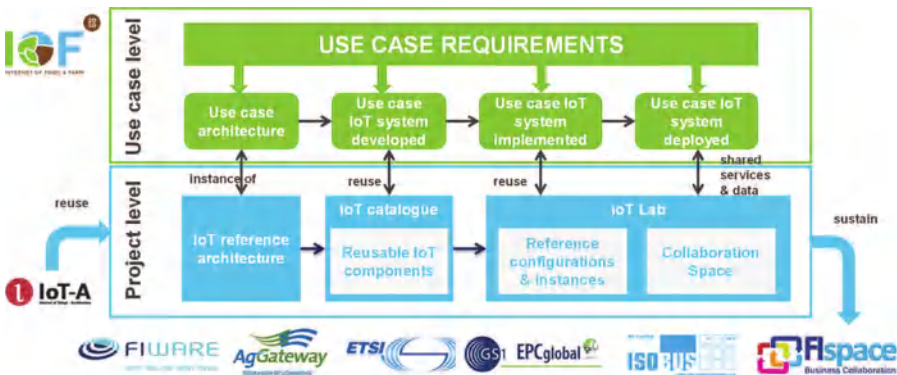 IOF
INTERNET OF FOOD & FARM
Use case level
USE CASE REQUIREMENTS
Use case
architecture
Use case
IoT system
developed
Use case IoT
system
implemented
Use case IoT
system
deployed
instance of
reuse
reuse
shared
services
& data
Project level
reuse
IoT reference
architecture
IoT catalogue
Reusable IoT
components
IoT Lab
Reference
configurations
& instances
Collaboration
Space
sustain
IoT-A
FIWARE
AgGateway
ETSI
GS1
EPCglobal
ISOBUS
FIspace
Business Collaboration